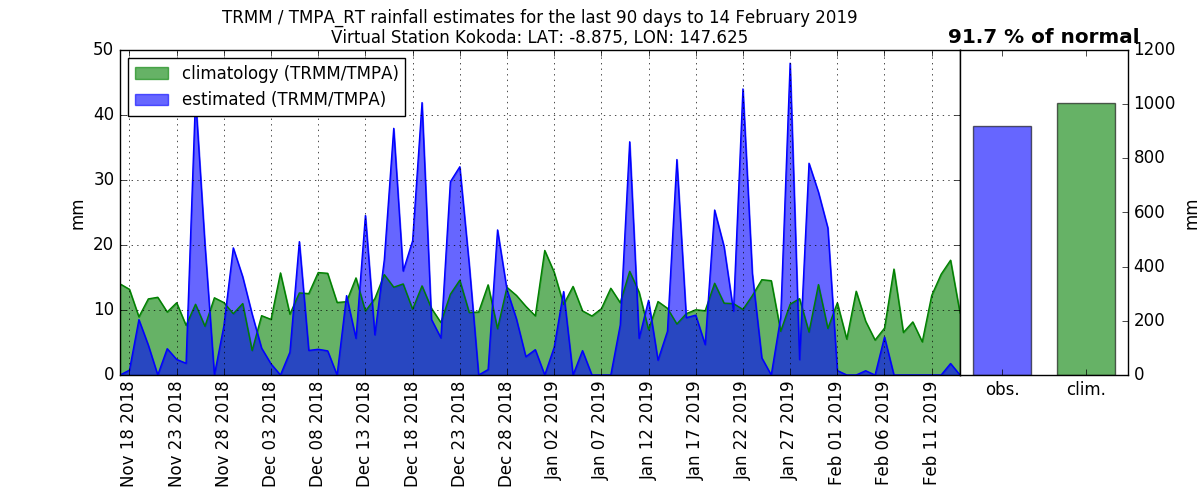 TRMM / TMPA_RT rainfall estimates for the last 90 days to 14 February 2019
Virtual Station Kokoda: LAT: -8.875, LON: 147.625
91.7 % of normal
climatology (TRMM/TMPA)
estimated (TRMM/TMPA)
mm
50
40
30
20
10
0
Nov 18 2018
Nov 23 2018
Nov 28 2018
Dec 03 2018
Dec 08 2018
Dec 13 2018
Dec 18 2018
Dec 23 2018
Dec 28 2018
Jan 02 2019
Jan 07 2019
Jan 12 2019
Jan 17 2019
Jan 22 2019
Jan 27 2019
Feb 01 2019
Feb 06 2019
Feb 11 2019
obs.
clim.
1200
1000
800
600
400
200
0
mm